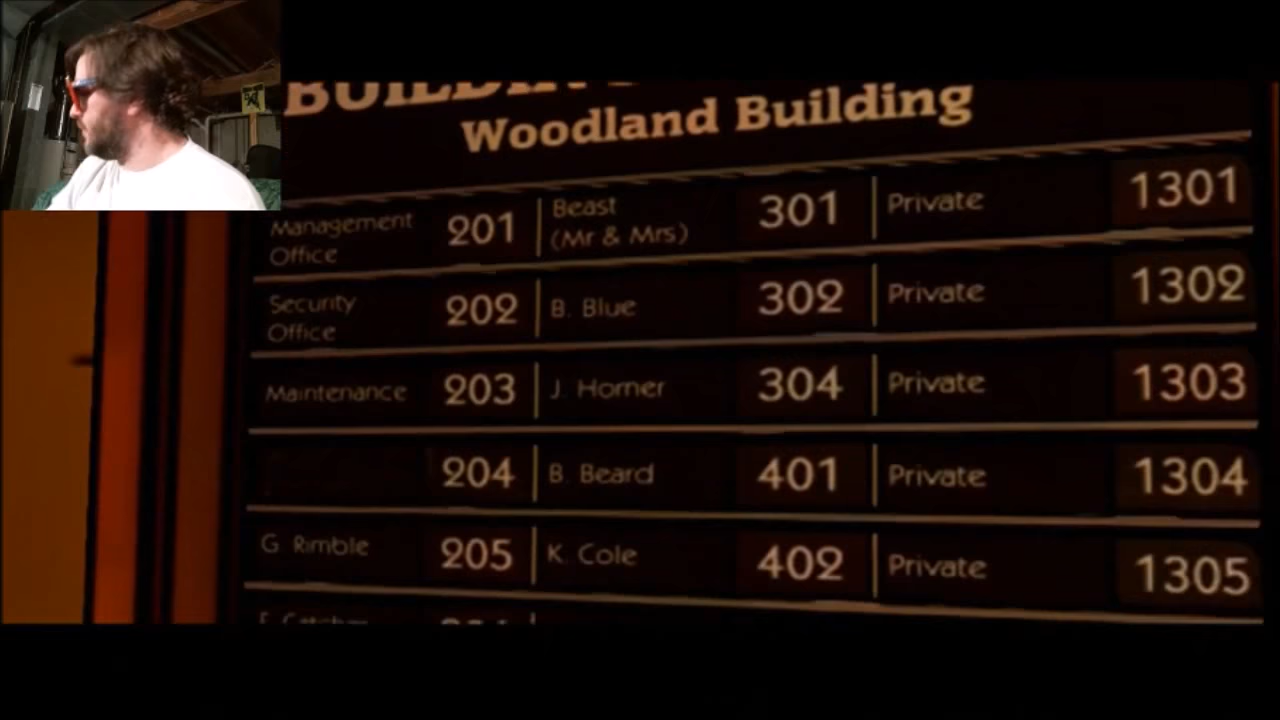 Woodland Building
Management Office 201 Beast (Mr & Mrs) 301 Private 1301
Security Office 202 B. Blue 302 Private 1302
Maintenance 203 J. Horner 304 Private 1303
204 B. Beard 401 Private 1304
G. Rimble 205 K. Cole 402 Private 1305